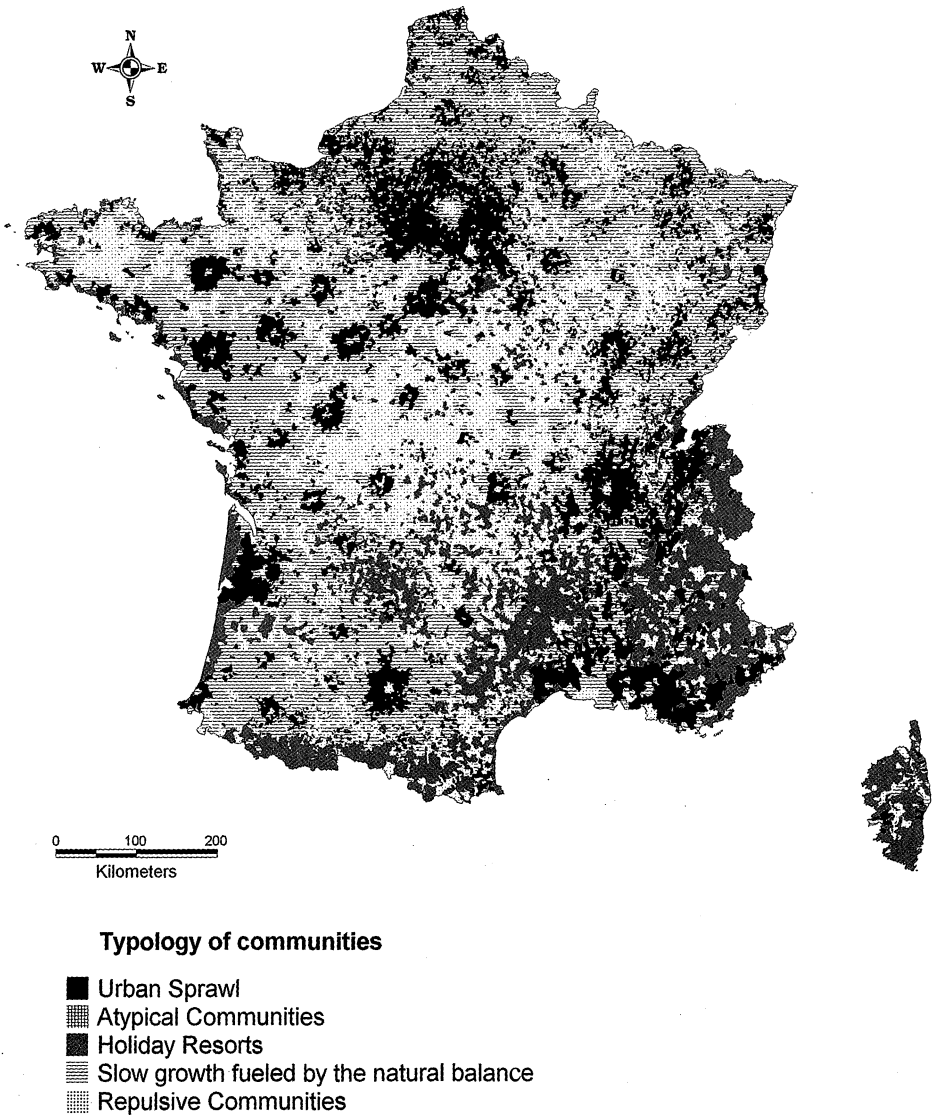 N
W E
S
0 100 200
Kilometers
Typology of communities
Urban Sprawl
Atypical Communities
Holiday Resorts
Slow growth fueled by the natural balance
Repulsive Communities